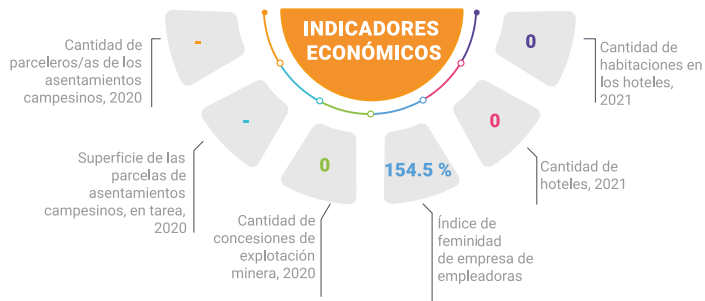 INDICADORES
ECONÓMICOS
-
Cantidad de
parceleros/as de los
asentamientos
campesinos, 2020
-
Superficie de las
parcelas de
asentamientos
campesinos, en tarea,
2020
0
Cantidad de
concesiones de
explotación
minera, 2020
154.5 %
Índice de
feminidad
de empresa de
empleadoras
0
Cantidad de
hoteles, 2021
0
Cantidad de
habitaciones en
los hoteles,
2021